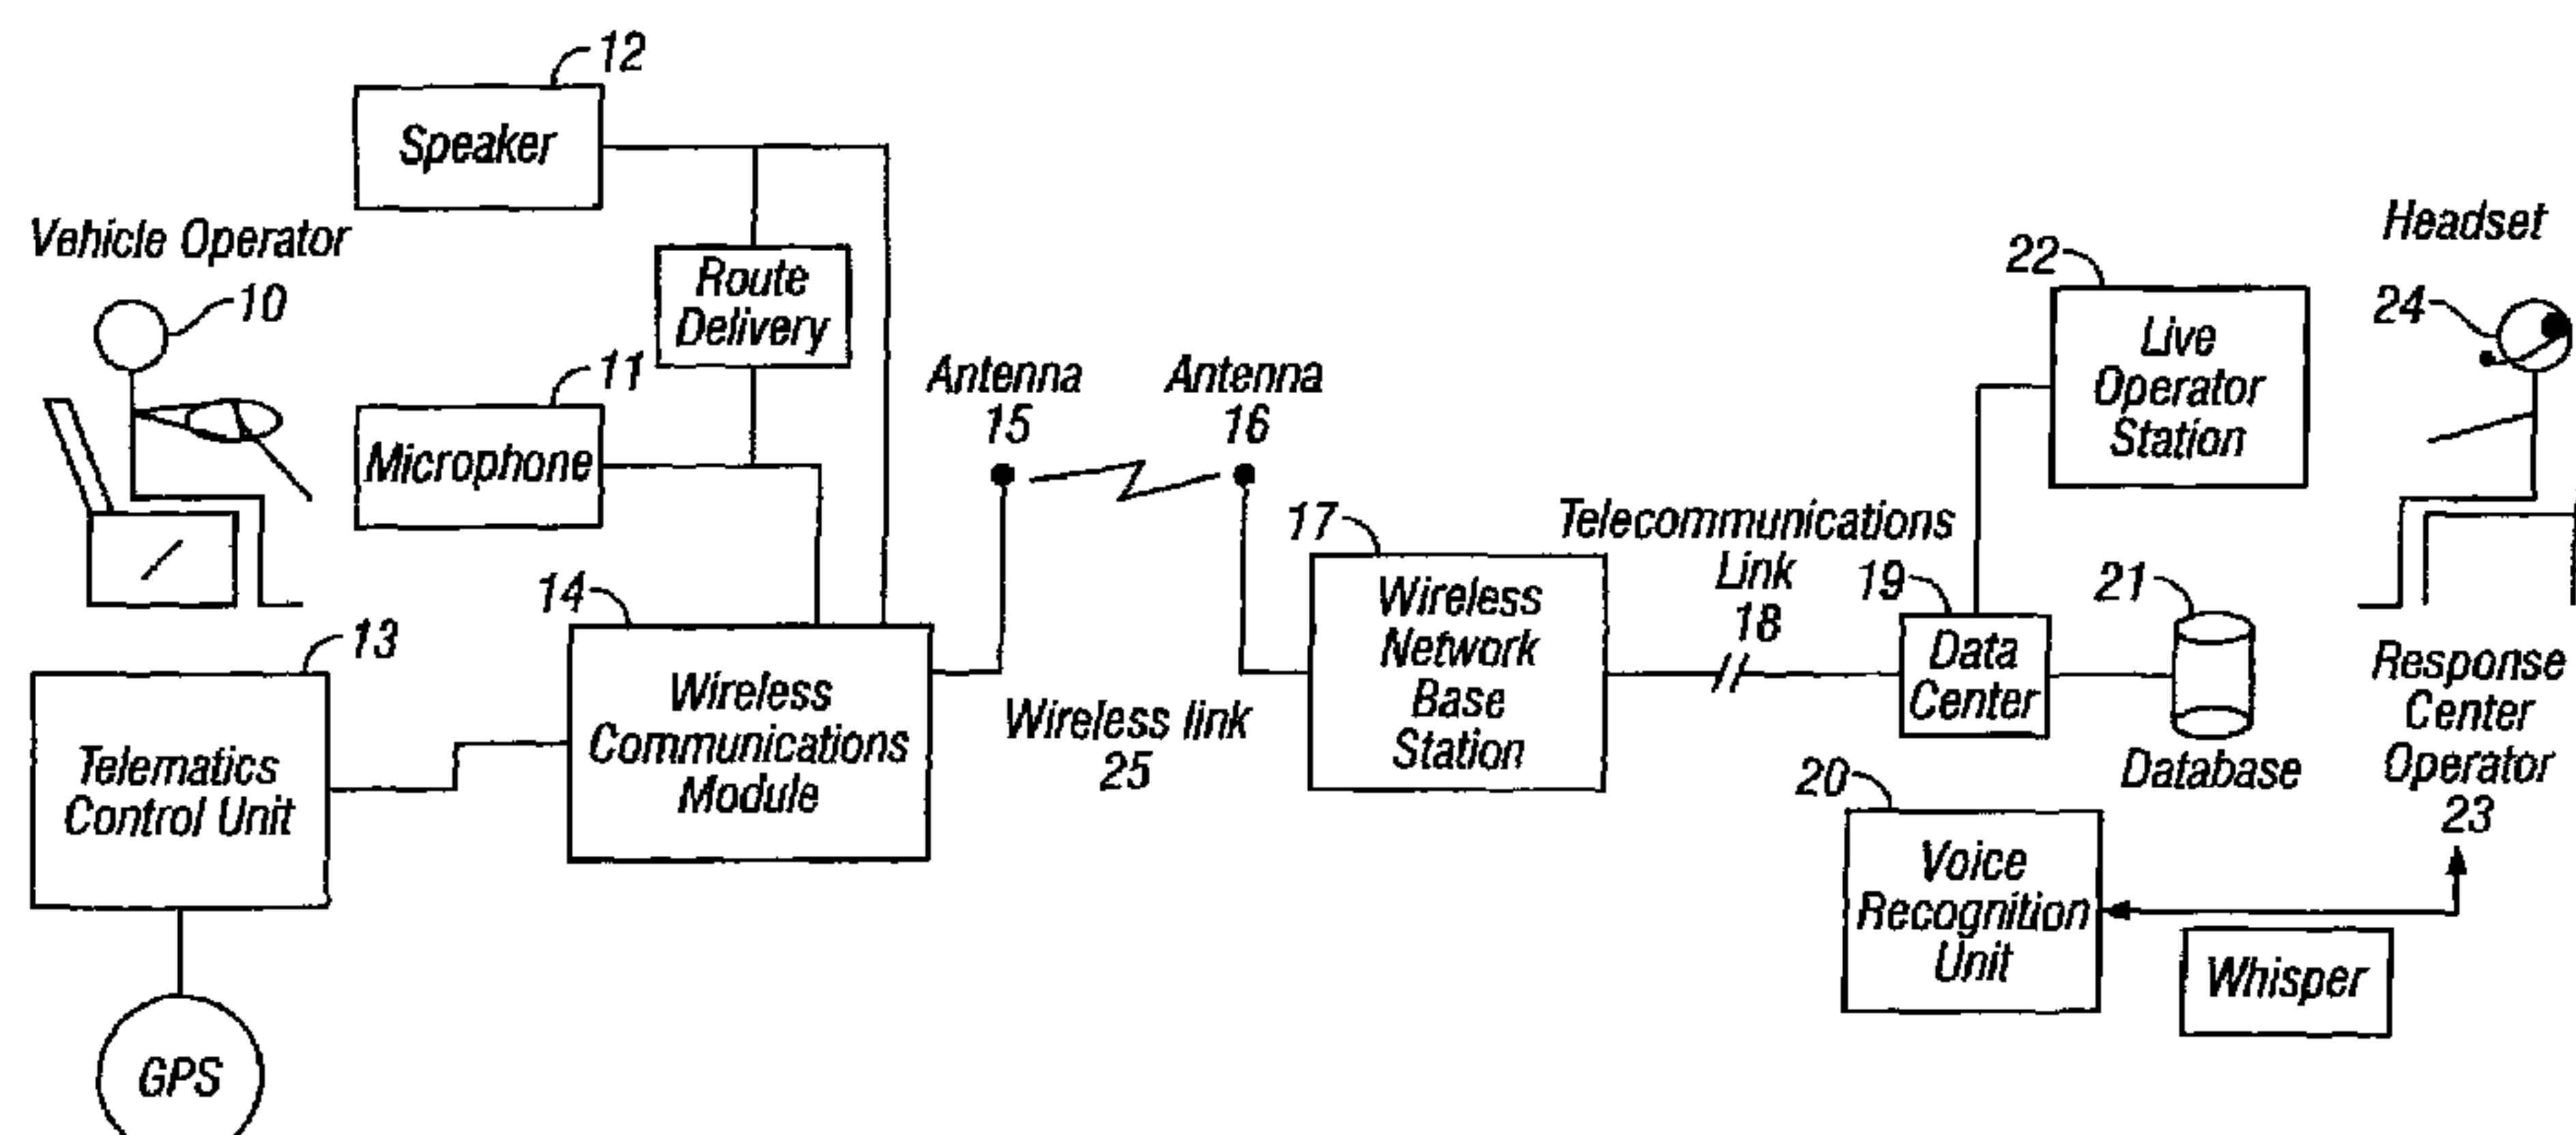 12
Speaker
Vehicle Operator
10
Route
Delivery
11
Microphone
Antenna
15
Antenna
16
14
13
Telematics
Control Unit
Wireless
Communications
Module
GPS
Wireless link
25
17
Wireless
Network
Base
Station
Telecommunications
Link
18
19
Data
Center
22
Live
Operator
Station
21
Database
20
Voice
Recognition
Unit
Whisper
Headset
24
Response
Center
Operator
23